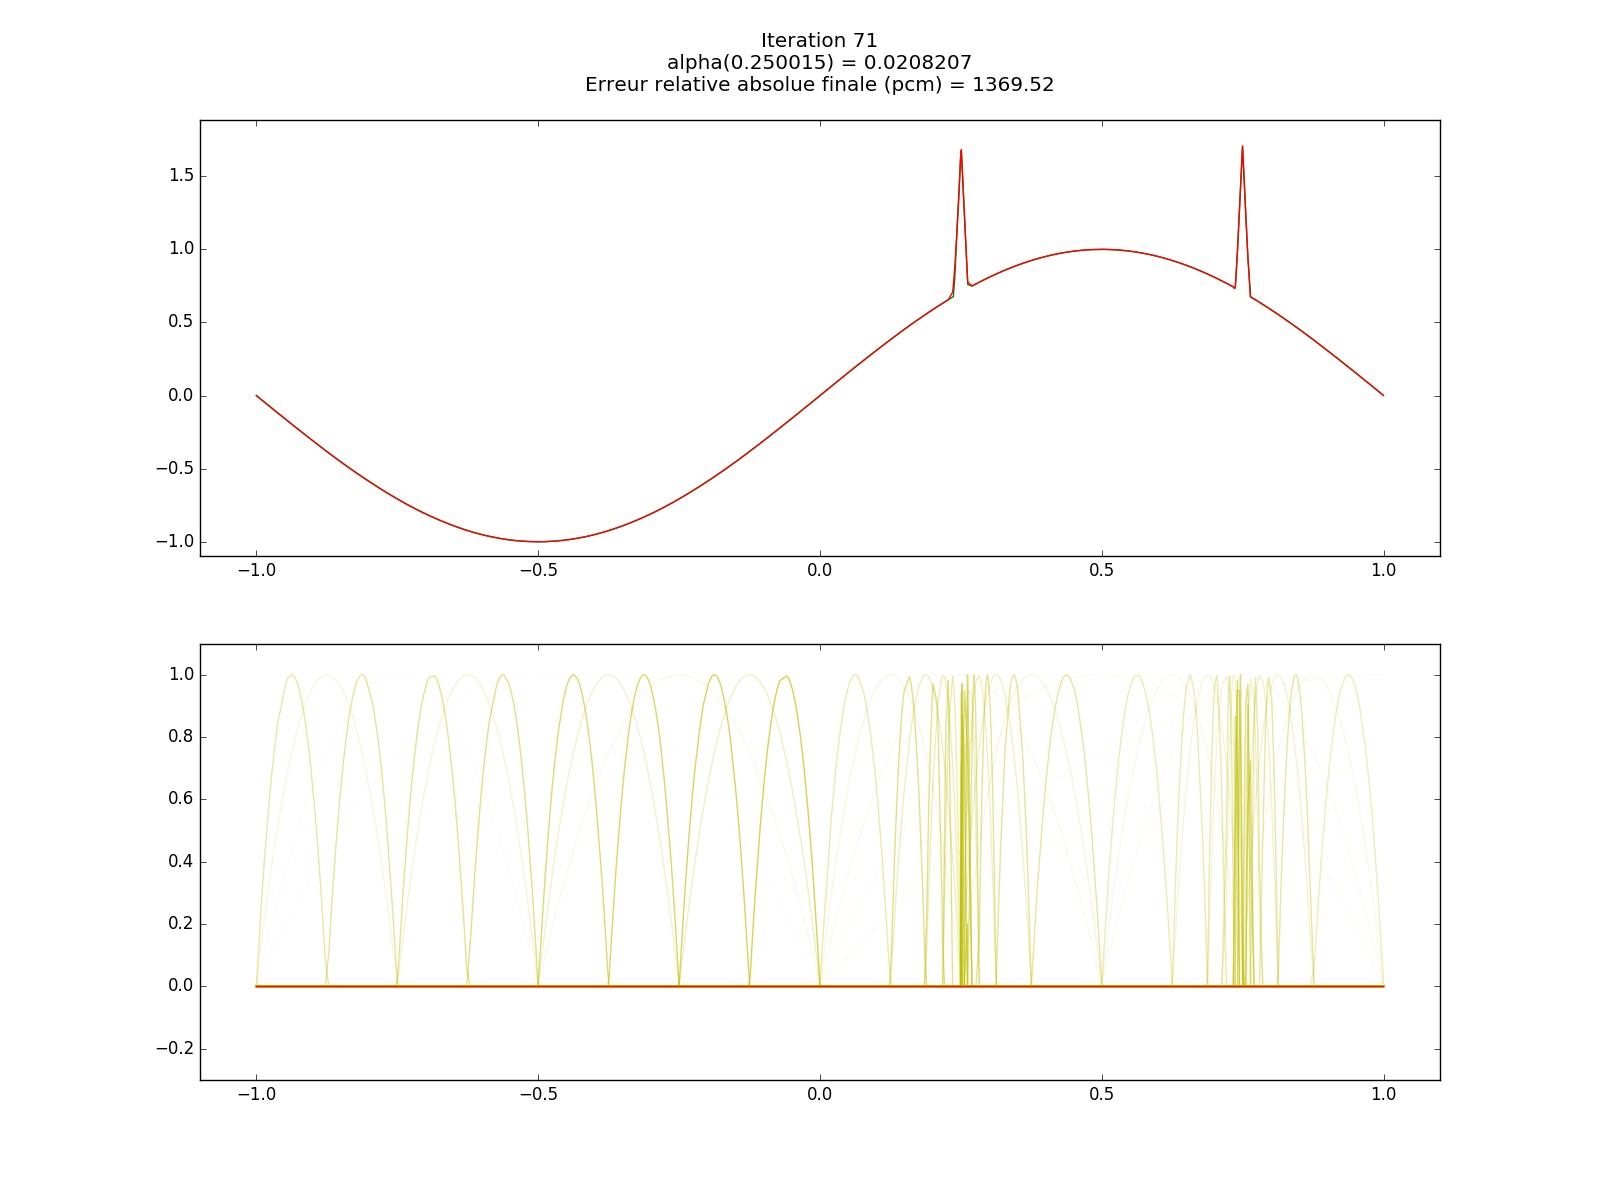 Iteration 71
alpha(0.250015) = 0.0208207
Erreur relative absolue finale (pcm) = 1369.52
1.5
1.0
0.5
0.0
−0.5
−1.0
−1.0 −0.5 0.0 0.5 1.0
1.0
0.8
0.6
0.4
0.2
0.0
−0.2
−1.0 −0.5 0.0 0.5 1.0